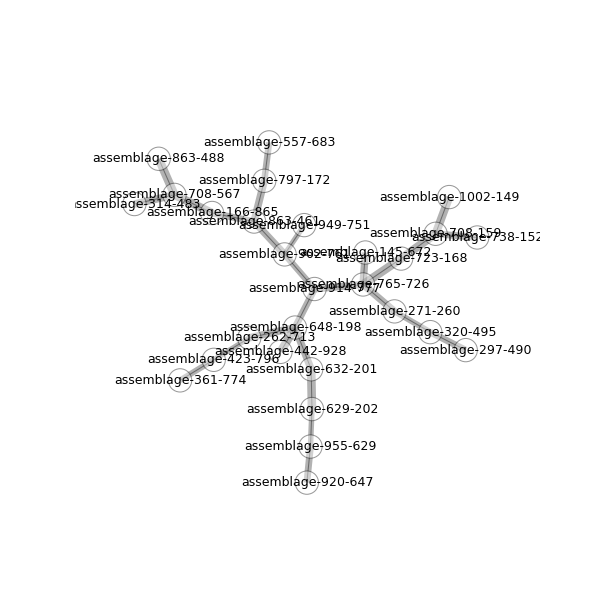 assemblage-557-683
assemblage-863-488
assemblage-797-172
assemblage-708-567
assemblage-1002-149
assemblage-314-483
assemblage-166-865
assemblage-863-461
assemblage-949-751
assemblage-708-159
assemblage-738-152
assemblage-902-761
assemblage-145-672
assemblage-723-168
assemblage-765-726
assemblage-914-777
assemblage-271-260
assemblage-648-198
assemblage-320-495
assemblage-262-713
assemblage-442-928
assemblage-297-490
assemblage-423-796
assemblage-632-201
assemblage-361-774
assemblage-629-202
assemblage-955-629
assemblage-920-647